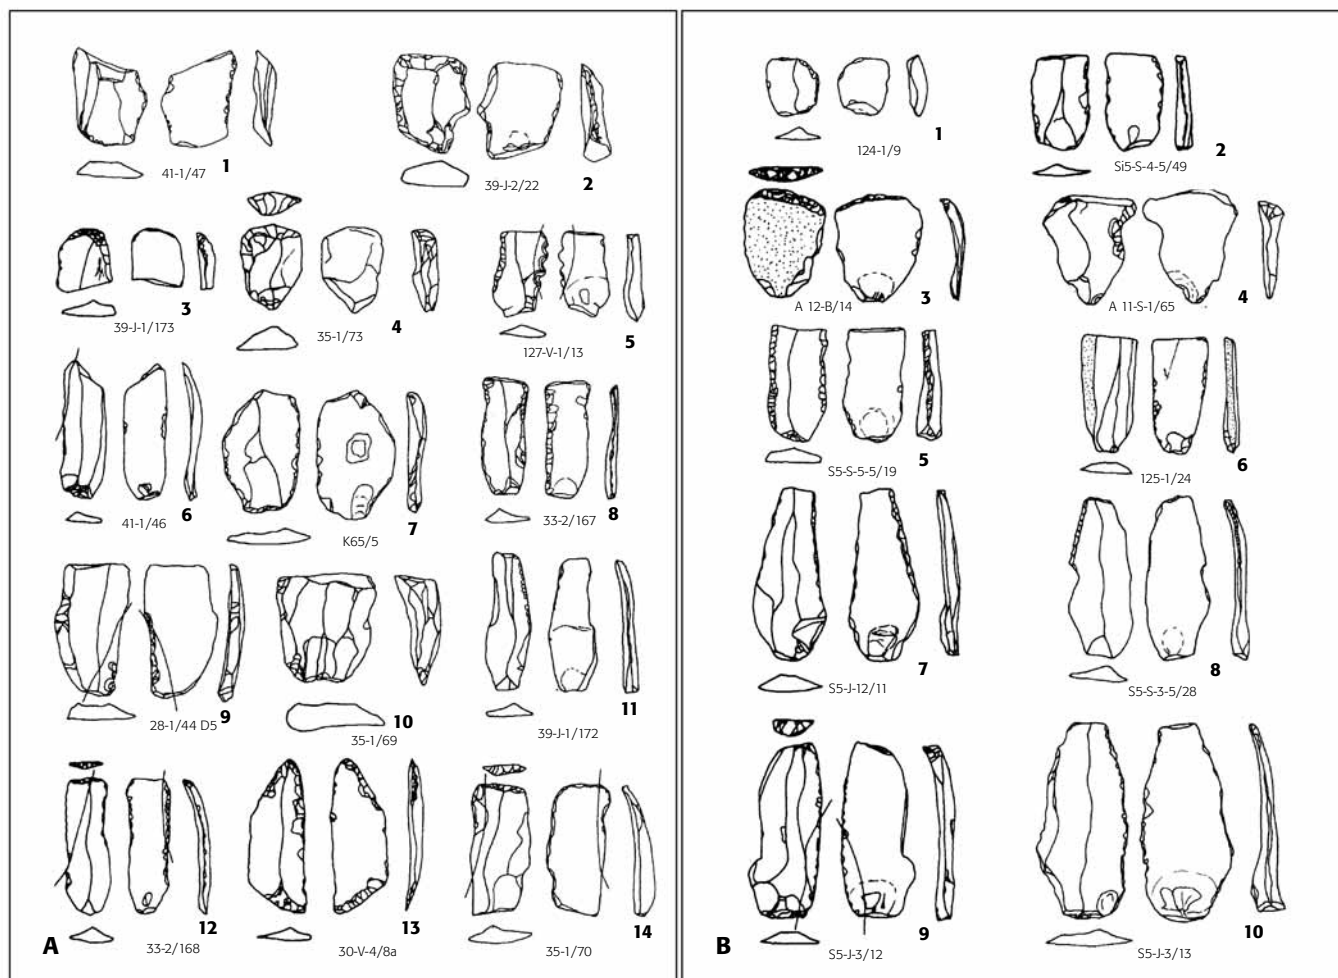 1
41-1/47
2
39-J-2/22
3
39-J-1/173
4
35-1/73
5
127-V-1/13
6
41-1/46
7
K65/5
8
33-2/167
9
28-1/44 D5
10
35-1/69
11
39-J-1/172
12
33-2/168
13
30-V-4/8a
14
35-1/70
A
1
124-1/9
2
Si5-S-4-5/49
3
A 12-B/14
4
A 11-S-1/65
5
S5-S-5-5/19
6
125-1/24
7
S5-J-12/11
8
S5-S-3-5/28
9
S5-J-3/12
10
S5-J-3/13
B